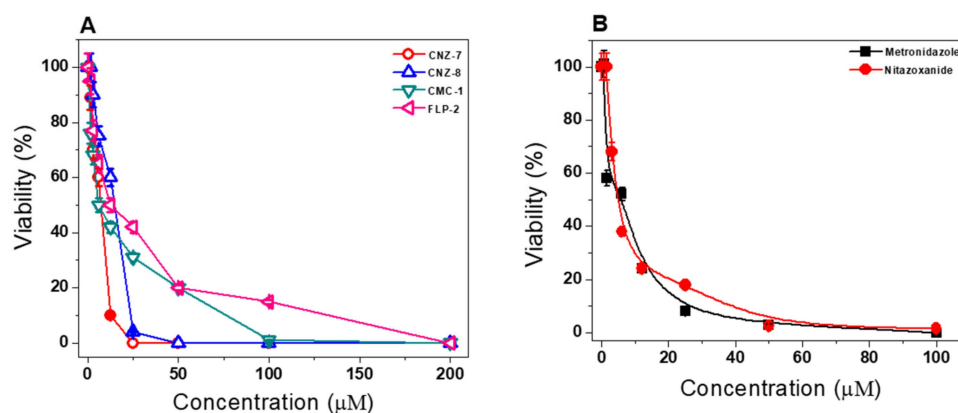 A
CNZ-7
CNZ-8
CMC-1
FLP-2
100
80
60
40
20
0
Viability (%)
0 50 100 150 200
Concentration (µM)
B
Metronidazole
Nitazoxanide
100
80
60
40
20
0
Viability (%)
0 20 40 60 80 100
Concentration (µM)